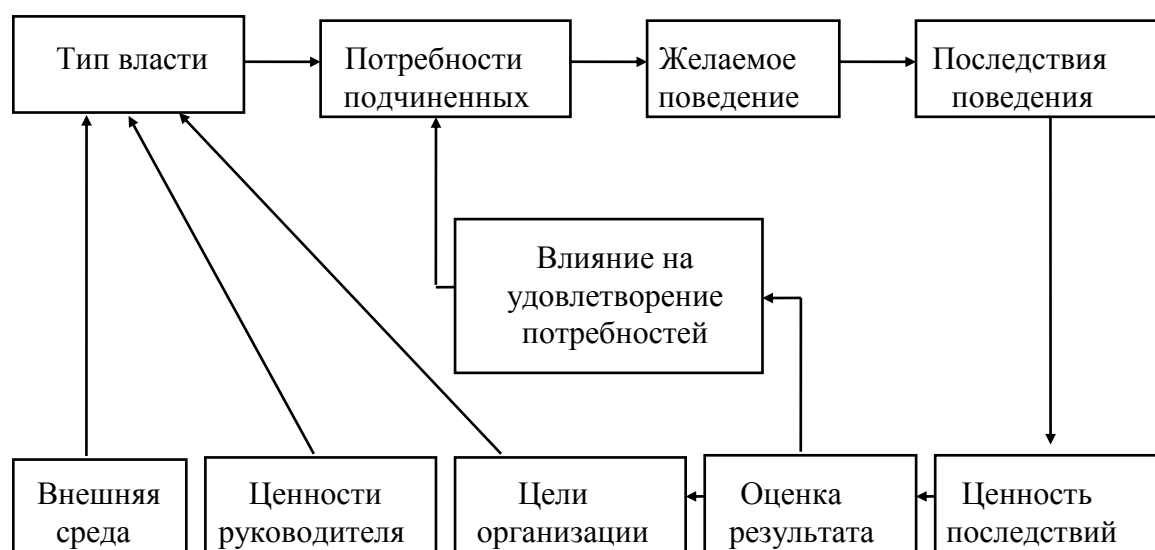 Тип власти
Потребности
подчиненных
Желаемое
поведение
Последствия
поведения
Влияние на
удовлетворение
потребностей
Внешняя
среда
Ценности
руководителя
Цели
организации
Оценка
результата
Ценность
последствий